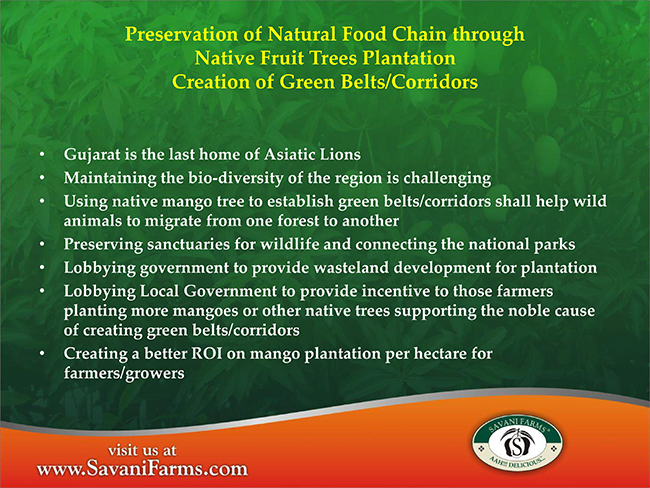 Preservation of Natural Food Chain through
Native Fruit Trees Plantation
Creation of Green Belts/Corridors
• Gujarat is the last home of Asiatic Lions
• Maintaining the bio-diversity of the region is challenging
• Using native mango tree to establish green belts/corridors shall help wild
animals to migrate from one forest to another
• Preserving sanctuaries for wildlife and connecting the national parks
• Lobbying government to provide wasteland development for plantation
• Lobbying Local Government to provide incentive to those farmers
planting more mangoes or other native trees supporting the noble cause
of creating green belts/corridors
• Creating a better ROI on mango plantation per hectare for
farmers/growers
visit us at
www.SavaniFarms.com
SAVANI FARMS
S
DELICIOUS